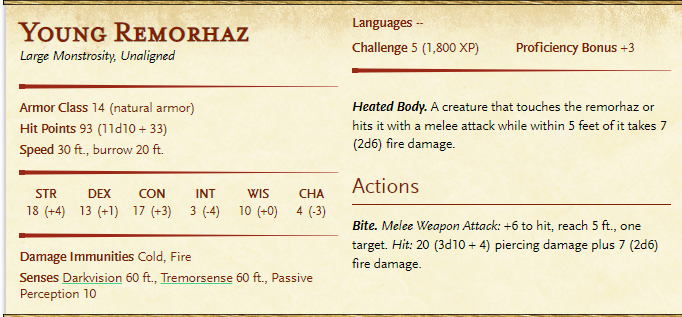 Young Remorhaz
Large Monstrosity, Unaligned
Armor Class 14 (natural armor)
Hit Points 93 (11d10 + 33)
Speed 30 ft., burrow 20 ft.
STR DEX CON INT WIS CHA
18 (+4) 13 (+1) 17 (+3) 3 (-4) 10 (+0) 4 (-3)
Damage Immunities Cold, Fire
Senses Darkvision 60 ft., Tremorsense 60 ft., Passive
Perception 10
Languages --
Challenge 5 (1,800 XP) Proficiency Bonus +3
Heated Body. A creature that touches the remorhaz or
hits it with a melee attack while within 5 feet of it takes 7
(2d6) fire damage.
Actions
Bite. Melee Weapon Attack: +6 to hit, reach 5 ft., one
target. Hit: 20 (3d10 + 4) piercing damage plus 7 (2d6)
fire damage.